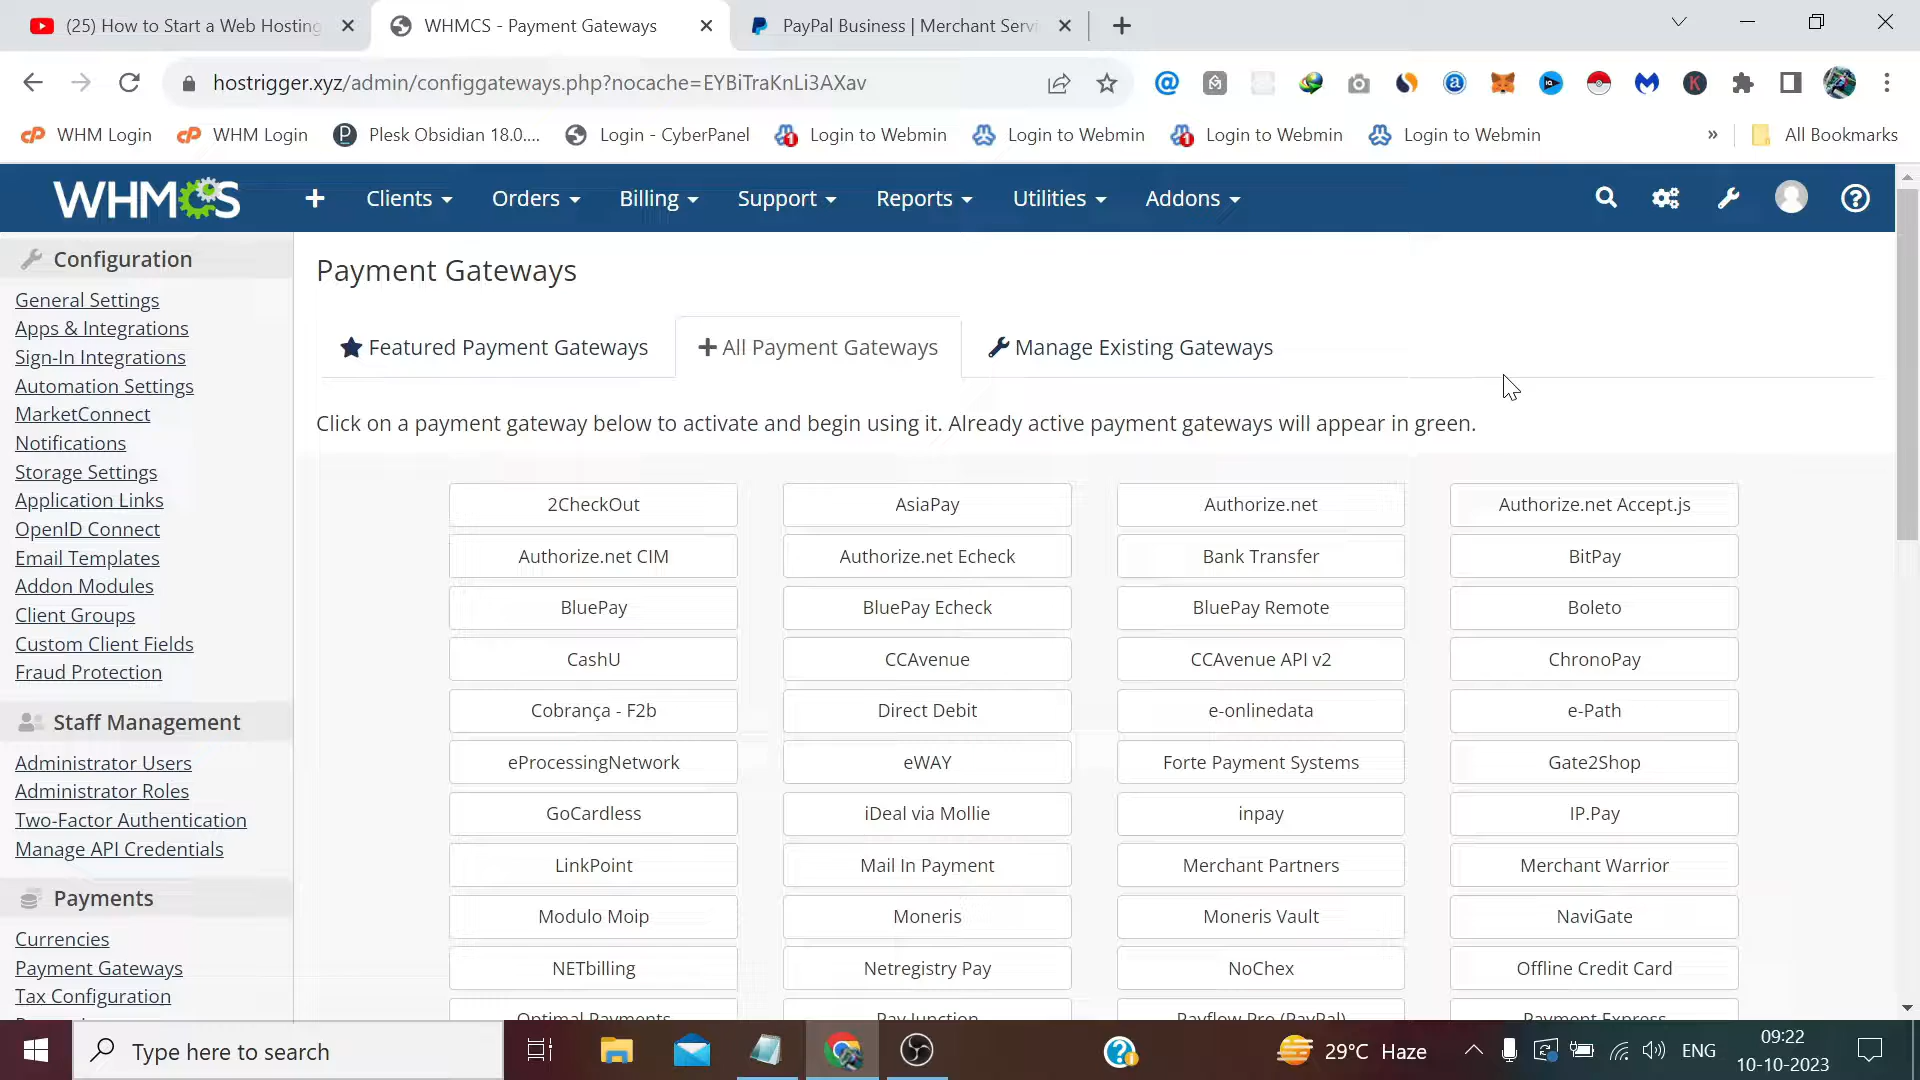 (25) How to Start a Web Hosting
WHMCS - Payment Gateways
PayPal Business | Merchant Servi
hostrigger.xyz/admin/configgateways.php?nocache=EYBiTraKnLi3AXav
WHM Login
WHM Login
Plesk Obsidian 18.0....
Login - CyberPanel
Login to Webmin
Login to Webmin
Login to Webmin
Login to Webmin
»
All Bookmarks
WHMCS
Clients
Orders
Billing
Support
Reports
Utilities
Addons
Configuration
General Settings
Apps & Integrations
Sign-In Integrations
Automation Settings
MarketConnect
Notifications
Storage Settings
Application Links
OpenID Connect
Email Templates
Addon Modules
Client Groups
Custom Client Fields
Fraud Protection
Staff Management
Administrator Users
Administrator Roles
Two-Factor Authentication
Manage API Credentials
Payments
Currencies
Payment Gateways
Tax Configuration
Payment Gateways
Featured Payment Gateways
All Payment Gateways
Manage Existing Gateways
Click on a payment gateway below to activate and begin using it. Already active payment gateways will appear in green.
2CheckOut
AsiaPay
Authorize.net
Authorize.net Accept.js
Authorize.net CIM
Authorize.net Echeck
Bank Transfer
BitPay
BluePay
BluePay Echeck
BluePay Remote
Boleto
CashU
CCAvenue
CCAvenue API v2
ChronoPay
Cobrança - F2b
Direct Debit
e-onlinedata
e-Path
eProcessingNetwork
eWAY
Forte Payment Systems
Gate2Shop
GoCardless
iDeal via Mollie
inpay
IP.Pay
LinkPoint
Mail In Payment
Merchant Partners
Merchant Warrior
Modulo Moip
Moneris
Moneris Vault
NaviGate
NETbilling
Netregistry Pay
NoChex
Offline Credit Card
Optimal Payments
Pay Junction
Payflow Pro (PayPal)
Payment Express
Type here to search
29°C Haze
ENG
09:22
10-10-2023